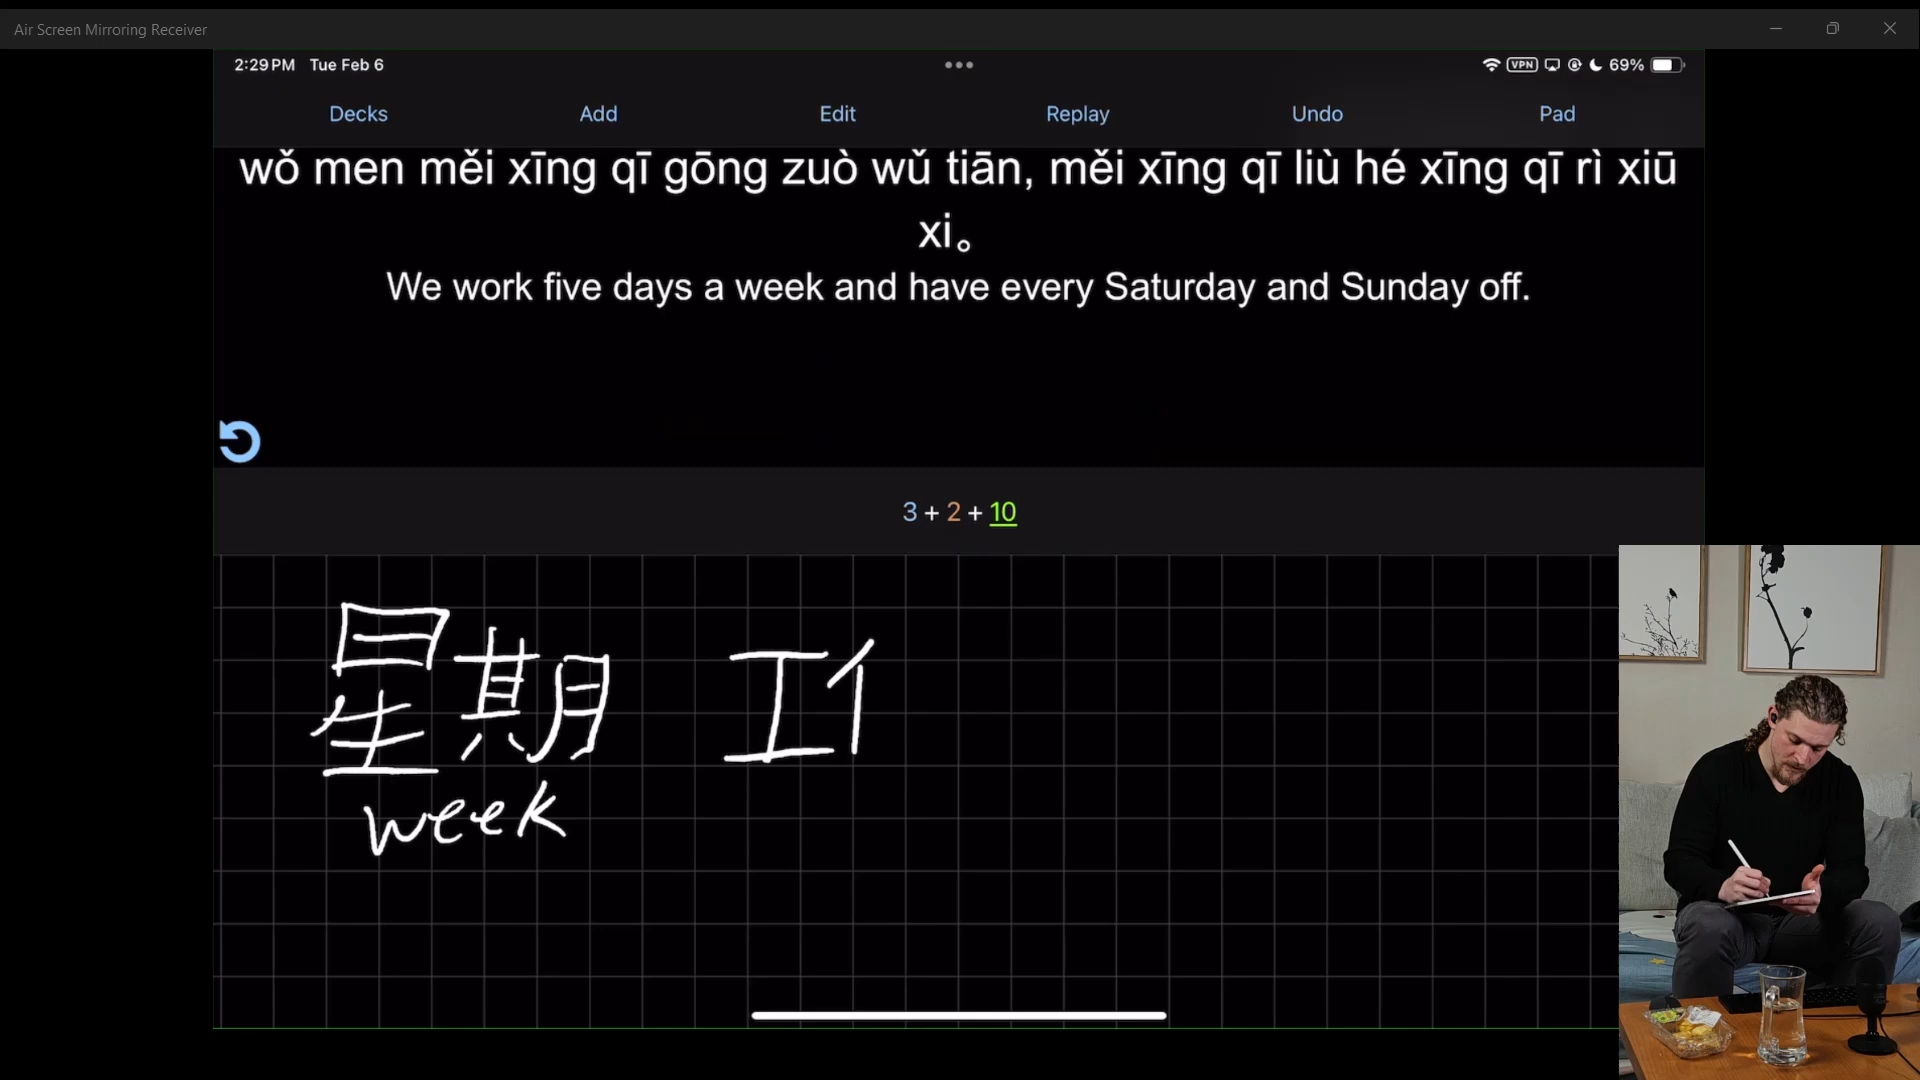 Air Screen Mirroring Receiver
2:29 PM Tue Feb 6 VPN 69%
Decks Add Edit Replay Undo Pad
wǒ men měi xīng qī gōng zuò wǔ tiān, měi xīng qī liù hé xīng qī rì xiū
xi。
We work five days a week and have every Saturday and Sunday off.
3 + 2 + 10
星期 工亻
week